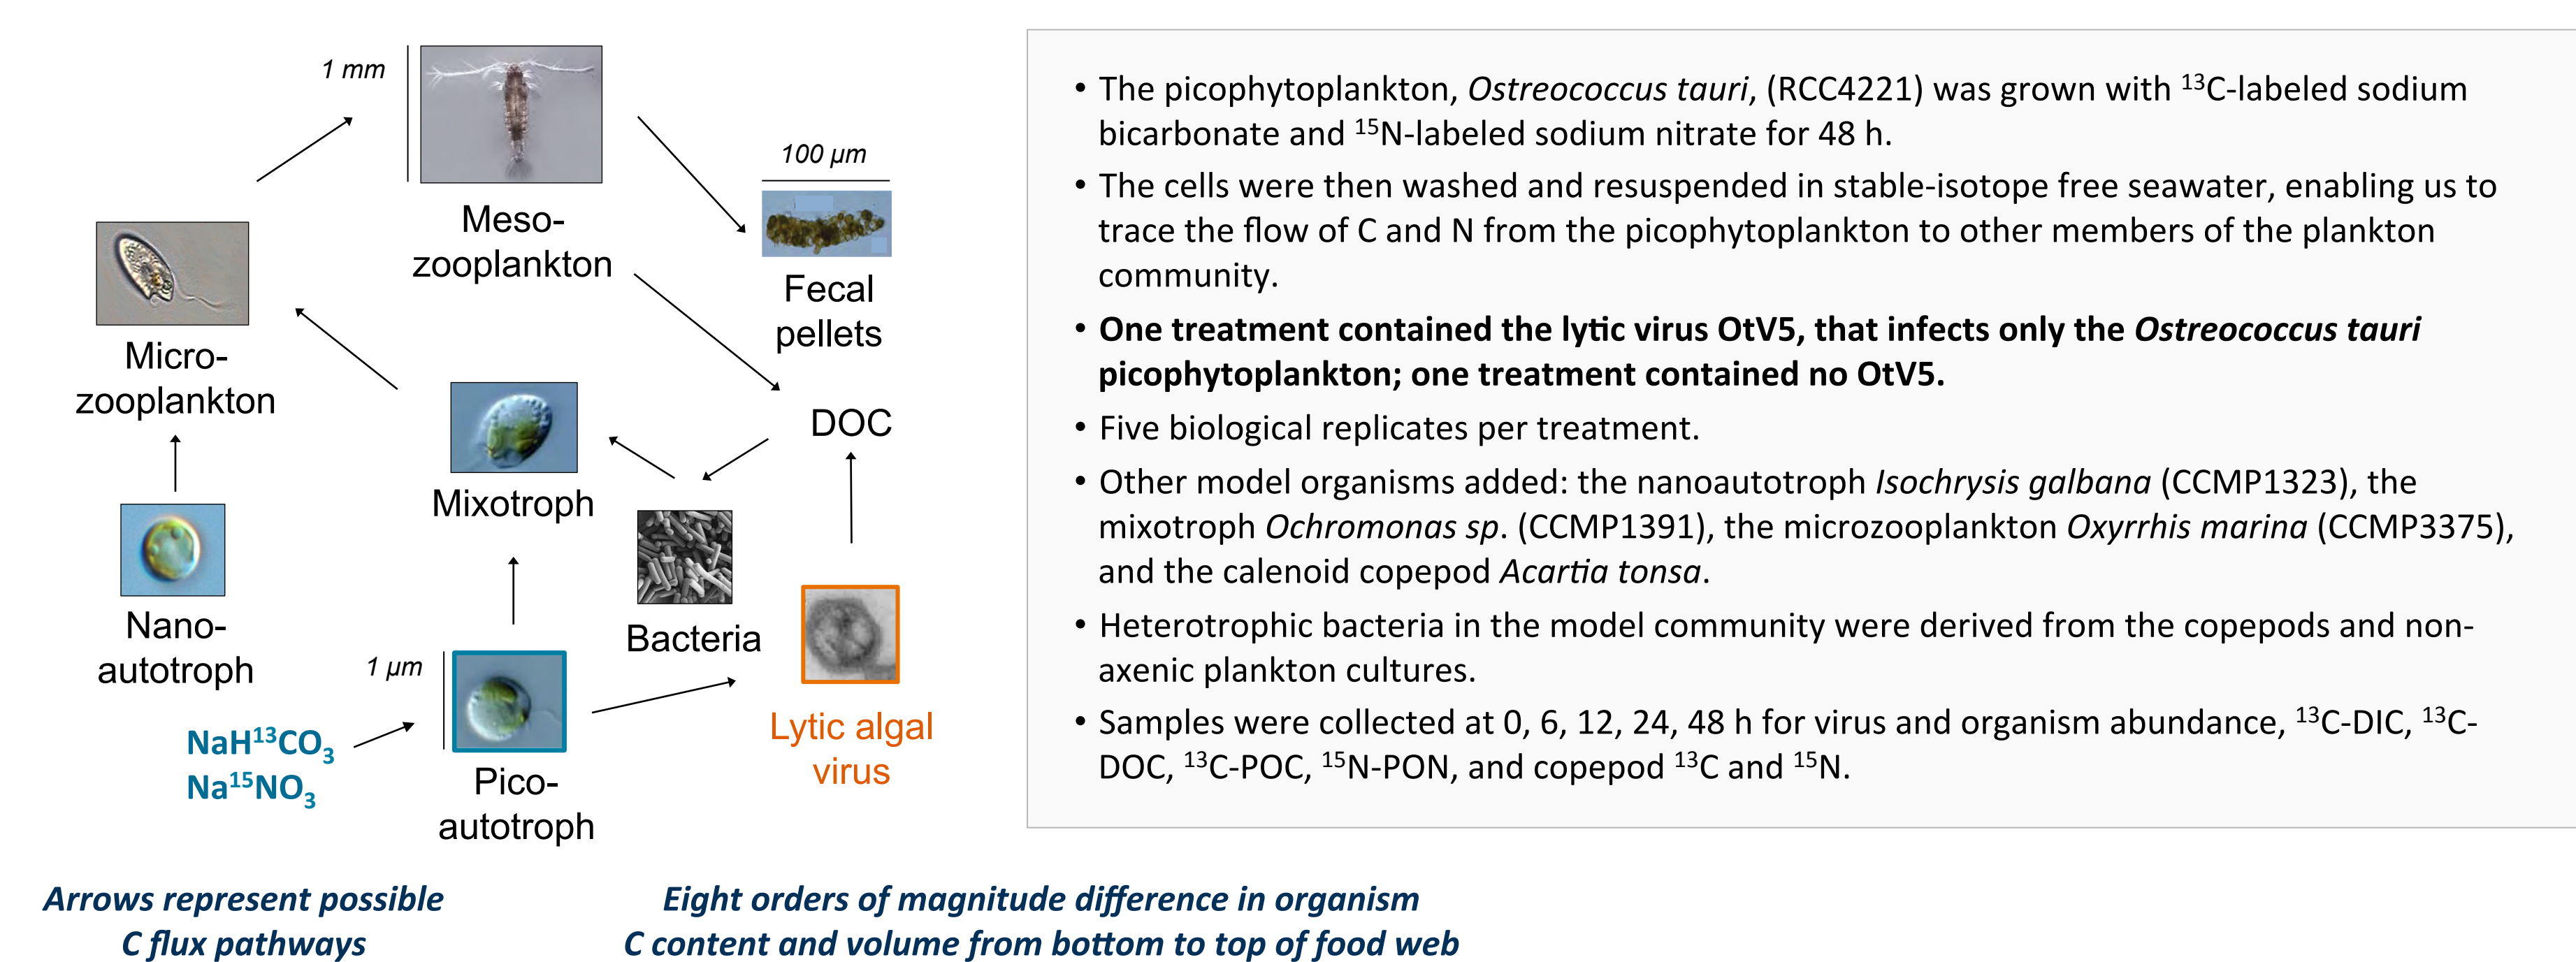 1 mm
Meso-
zooplankton
100 µm
Fecal
pellets
Micro-
zooplankton
DOC
Mixotroph
Nano-
autotroph
Bacteria
1 µm
NaH¹³CO₃
Na¹⁵NO₃
Pico-
autotroph
Lytic algal
virus
Arrows represent possible
C flux pathways
Eight orders of magnitude difference in organism
C content and volume from bottom to top of food web
• The picophytoplankton, Ostreococcus tauri, (RCC4221) was grown with ¹³C-labeled sodium
bicarbonate and ¹⁵N-labeled sodium nitrate for 48 h.
• The cells were then washed and resuspended in stable-isotope free seawater, enabling us to
trace the flow of C and N from the picophytoplankton to other members of the plankton
community.
• One treatment contained the lytic virus OtV5, that infects only the Ostreococcus tauri
picophytoplankton; one treatment contained no OtV5.
• Five biological replicates per treatment.
• Other model organisms added: the nanoautotroph Isochrysis galbana (CCMP1323), the
mixotroph Ochromonas sp. (CCMP1391), the microzooplankton Oxyrrhis marina (CCMP3375),
and the calenoid copepod Acartia tonsa.
• Heterotrophic bacteria in the model community were derived from the copepods and non-
axenic plankton cultures.
• Samples were collected at 0, 6, 12, 24, 48 h for virus and organism abundance, ¹³C-DIC, ¹³C-
DOC, ¹³C-POC, ¹⁵N-PON, and copepod ¹³C and ¹⁵N.